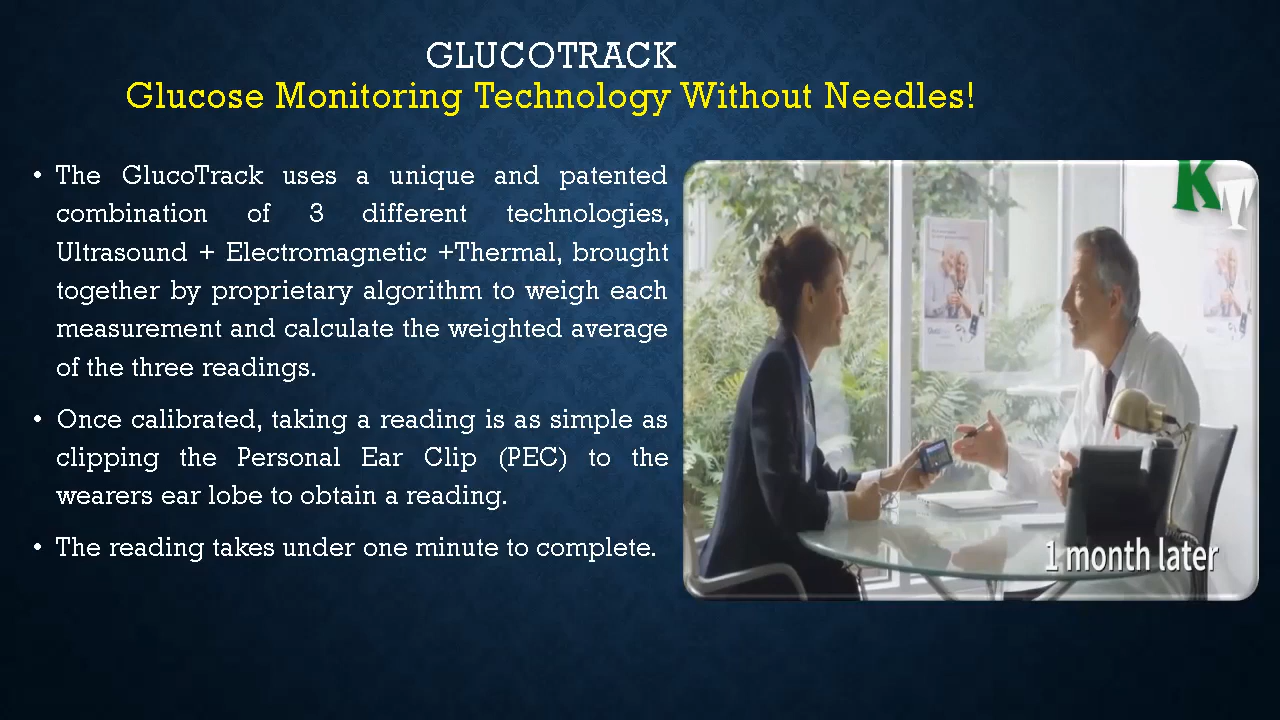 GLUCOTRACK
Glucose Monitoring Technology Without Needles!
• The GlucoTrack uses a unique and patented
combination of 3 different technologies,
Ultrasound + Electromagnetic +Thermal, brought
together by proprietary algorithm to weigh each
measurement and calculate the weighted average
of the three readings.
• Once calibrated, taking a reading is as simple as
clipping the Personal Ear Clip (PEC) to the
wearers ear lobe to obtain a reading.
• The reading takes under one minute to complete.
K
1 month later